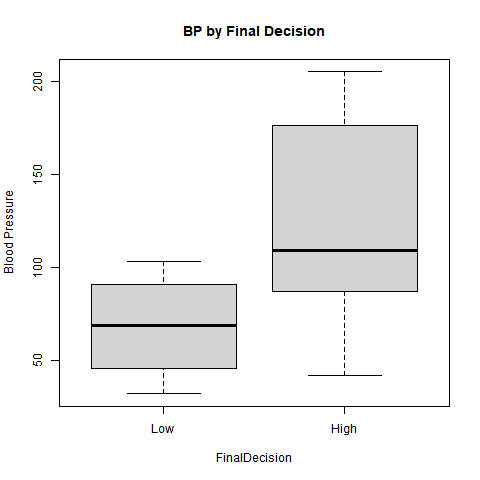 BP by Final Decision
Blood Pressure
200
150
100
50
Low
High
FinalDecision